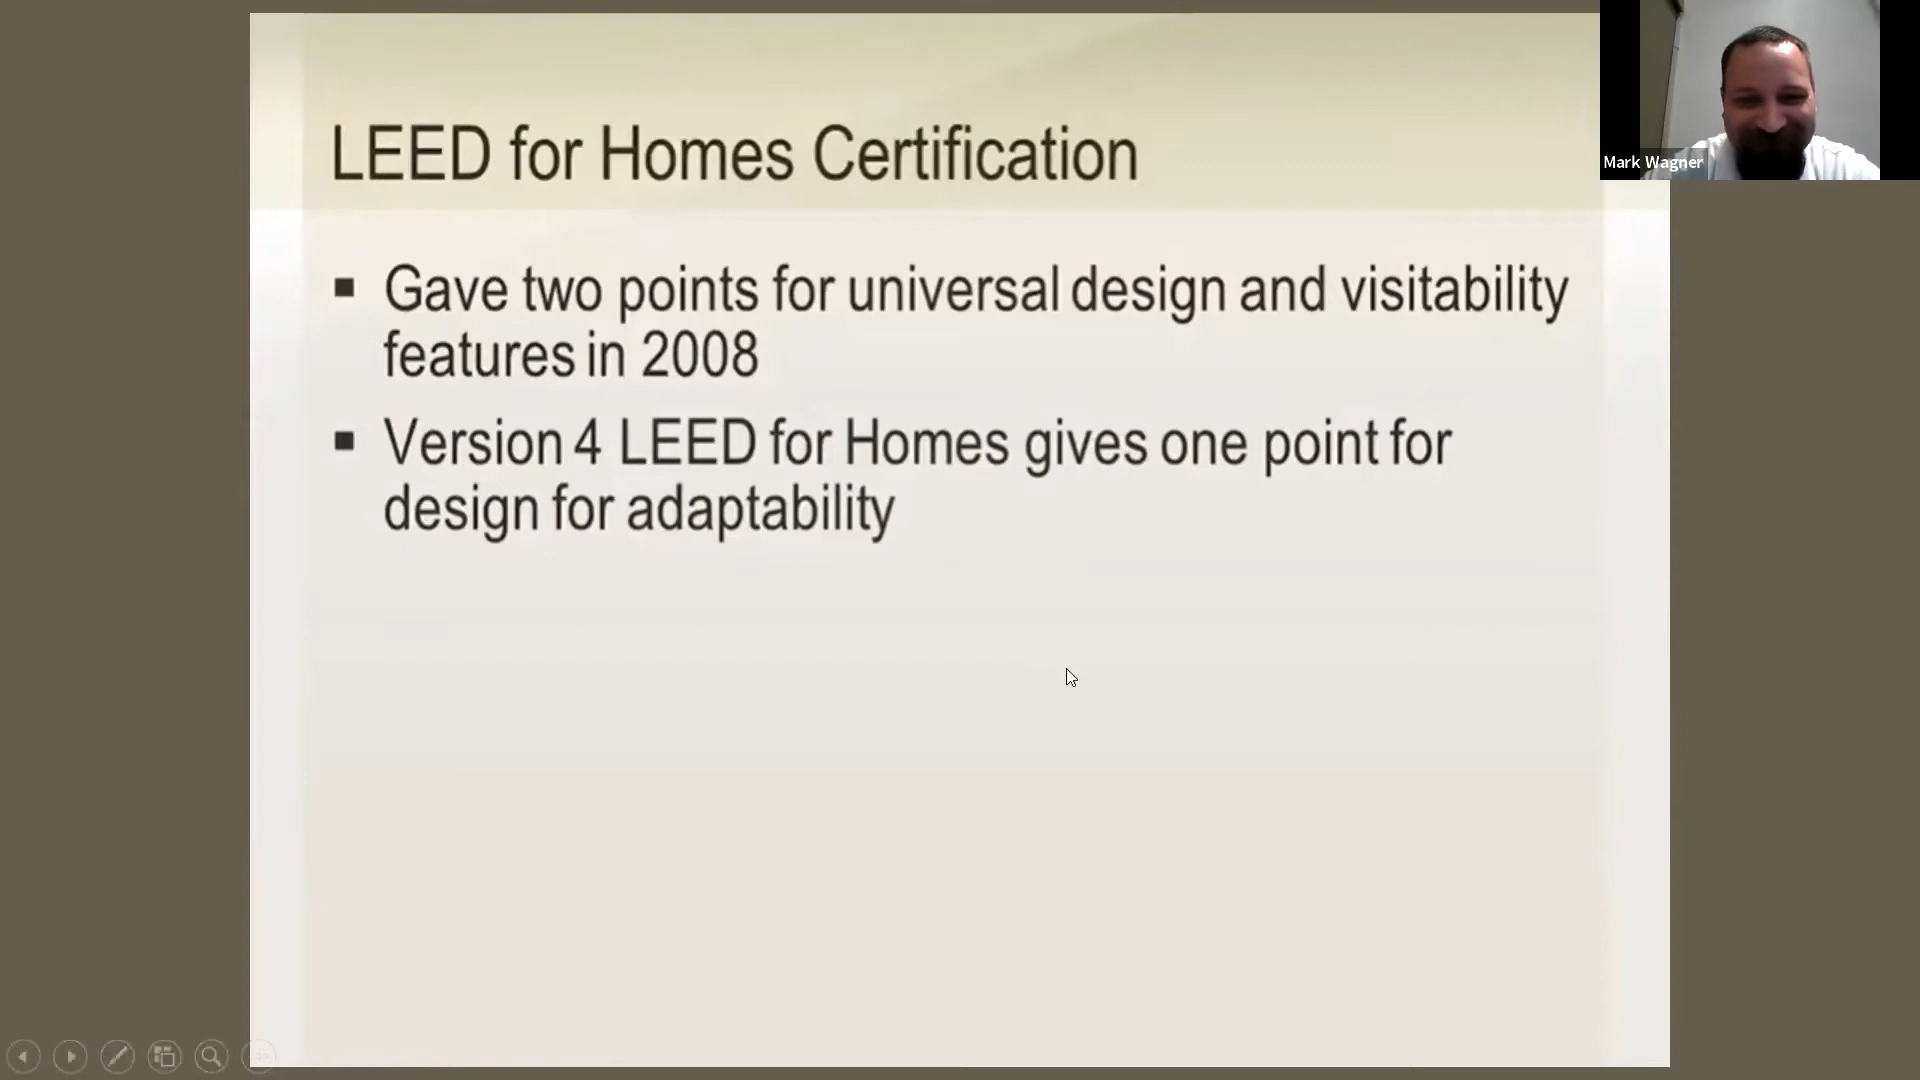 LEED for Homes Certification
Mark Wagner
▪ Gave two points for universal design and visitability
features in 2008
▪ Version 4 LEED for Homes gives one point for
design for adaptability